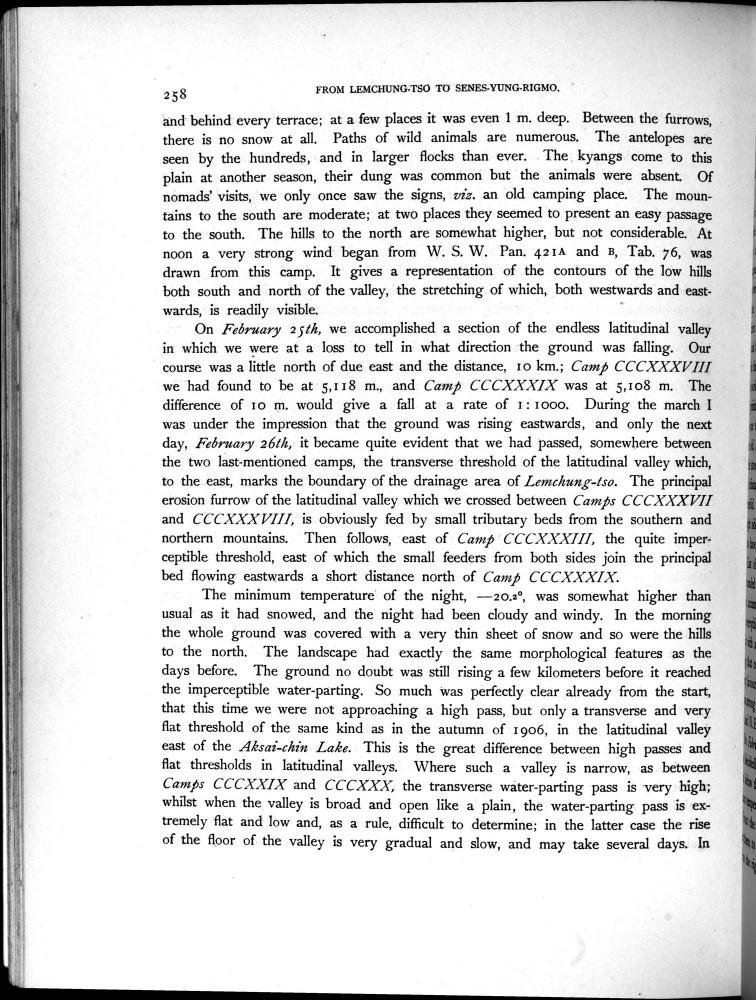 258
FROM LEMCHUNG-TSO TO SENES-YUNG-RIGMO.
and behind every terrace; at a few places it was even 1 m. deep. Between the furrows,
there is no snow at all. Paths of wild animals are numerous. The antelopes are
seen by the hundreds, and in larger flocks than ever. The kyangs come to this
plain at another season, their dung was common but the animals were absent. Of
nomads' visits, we only once saw the signs, viz. an old camping place. The moun-
tains to the south are moderate; at two places they seemed to present an easy passage
to the south. The hills to the north are somewhat higher, but not considerable. At
noon a very strong wind began from W. S. W. Pan. 421A and B, Tab. 76, was
drawn from this camp. It gives a representation of the contours of the low hills
both south and north of the valley, the stretching of which, both westwards and east-
wards, is readily visible.
On February 25th, we accomplished a section of the endless latitudinal valley
in which we were at a loss to tell in what direction the ground was falling. Our
course was a little north of due east and the distance, 10 km.; Camp CCCXXXVIII
we had found to be at 5,118 m., and Camp CCCXXXIX was at 5,108 m. The
difference of 10 m. would give a fall at a rate of 1 : 1000. During the march I
was under the impression that the ground was rising eastwards, and only the next
day, February 26th, it became quite evident that we had passed, somewhere between
the two last-mentioned camps, the transverse threshold of the latitudinal valley which,
to the east, marks the boundary of the drainage area of Lemchung-tso. The principal
erosion furrow of the latitudinal valley which we crossed between Camps CCCXXXVII
and CCCXXXVIII, is obviously fed by small tributary beds from the southern and
northern mountains. Then follows, east of Camp CCCXXXIII, the quite imper-
ceptible threshold, east of which the small feeders from both sides join the principal
bed flowing eastwards a short distance north of Camp CCCXXXIX.
The minimum temperature of the night, —20.2°, was somewhat higher than
usual as it had snowed, and the night had been cloudy and windy. In the morning
the whole ground was covered with a very thin sheet of snow and so were the hills
to the north. The landscape had exactly the same morphological features as the
days before. The ground no doubt was still rising a few kilometers before it reached
the imperceptible water-parting. So much was perfectly clear already from the start,
that this time we were not approaching a high pass, but only a transverse and very
flat threshold of the same kind as in the autumn of 1906, in the latitudinal valley
east of the Aksai-chin Lake. This is the great difference between high passes and
flat thresholds in latitudinal valleys. Where such a valley is narrow, as between
Camps CCCXXIX and CCCXXX, the transverse water-parting pass is very high;
whilst when the valley is broad and open like a plain, the water-parting pass is ex-
tremely flat and low and, as a rule, difficult to determine; in the latter case the rise
of the floor of the valley is very gradual and slow, and may take several days. In